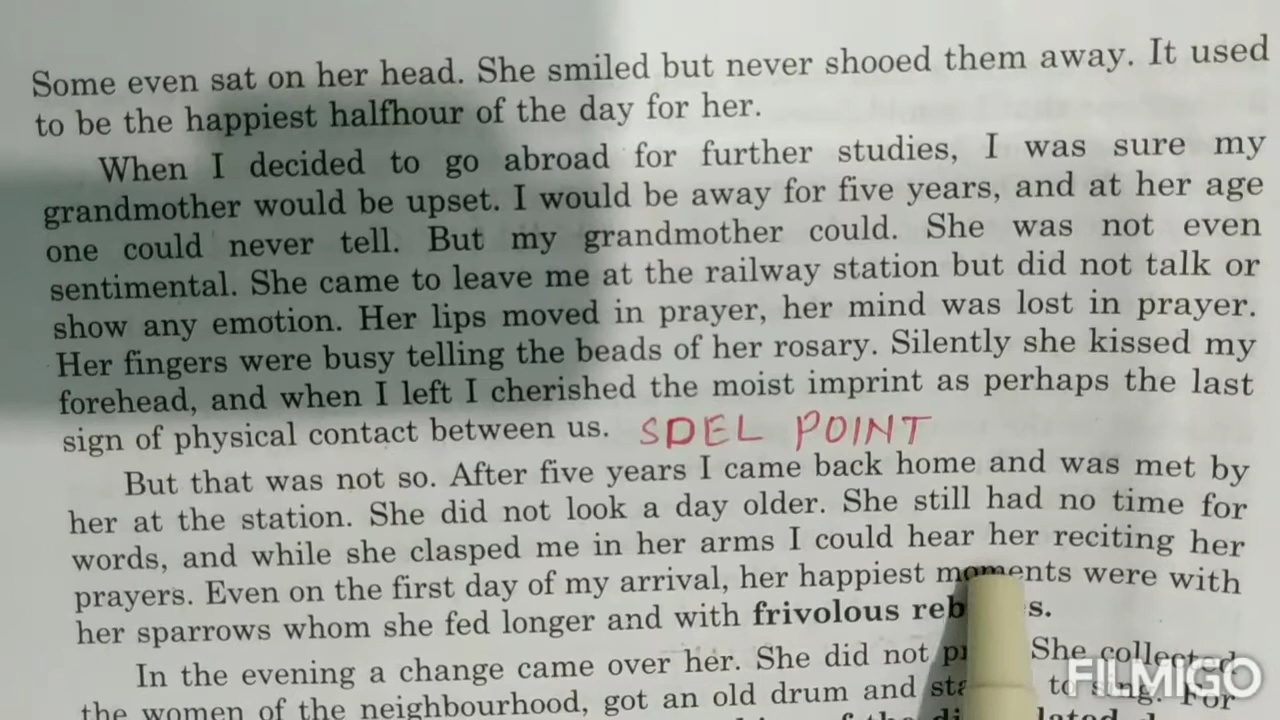 Some even sat on her head. She smiled but never shooed them away. It used
to be the happiest halfhour of the day for her.
When I decided to go abroad for further studies, I was sure my
grandmother would be upset. I would be away for five years, and at her age
one could never tell. But my grandmother could. She was not even
sentimental. She came to leave me at the railway station but did not talk or
show any emotion. Her lips moved in prayer, her mind was lost in prayer.
Her fingers were busy telling the beads of her rosary. Silently she kissed my
forehead, and when I left I cherished the moist imprint as perhaps the last
sign of physical contact between us. SDEL POINT
But that was not so. After five years I came back home and was met by
her at the station. She did not look a day older. She still had no time for
words, and while she clasped me in her arms I could hear her reciting her
prayers. Even on the first day of my arrival, her happiest moments were with
her sparrows whom she fed longer and with frivolous
In the evening a change came over her. She did not She collected
the women of the neighbourhood, got an old drum and to sing. For
FILMIGO